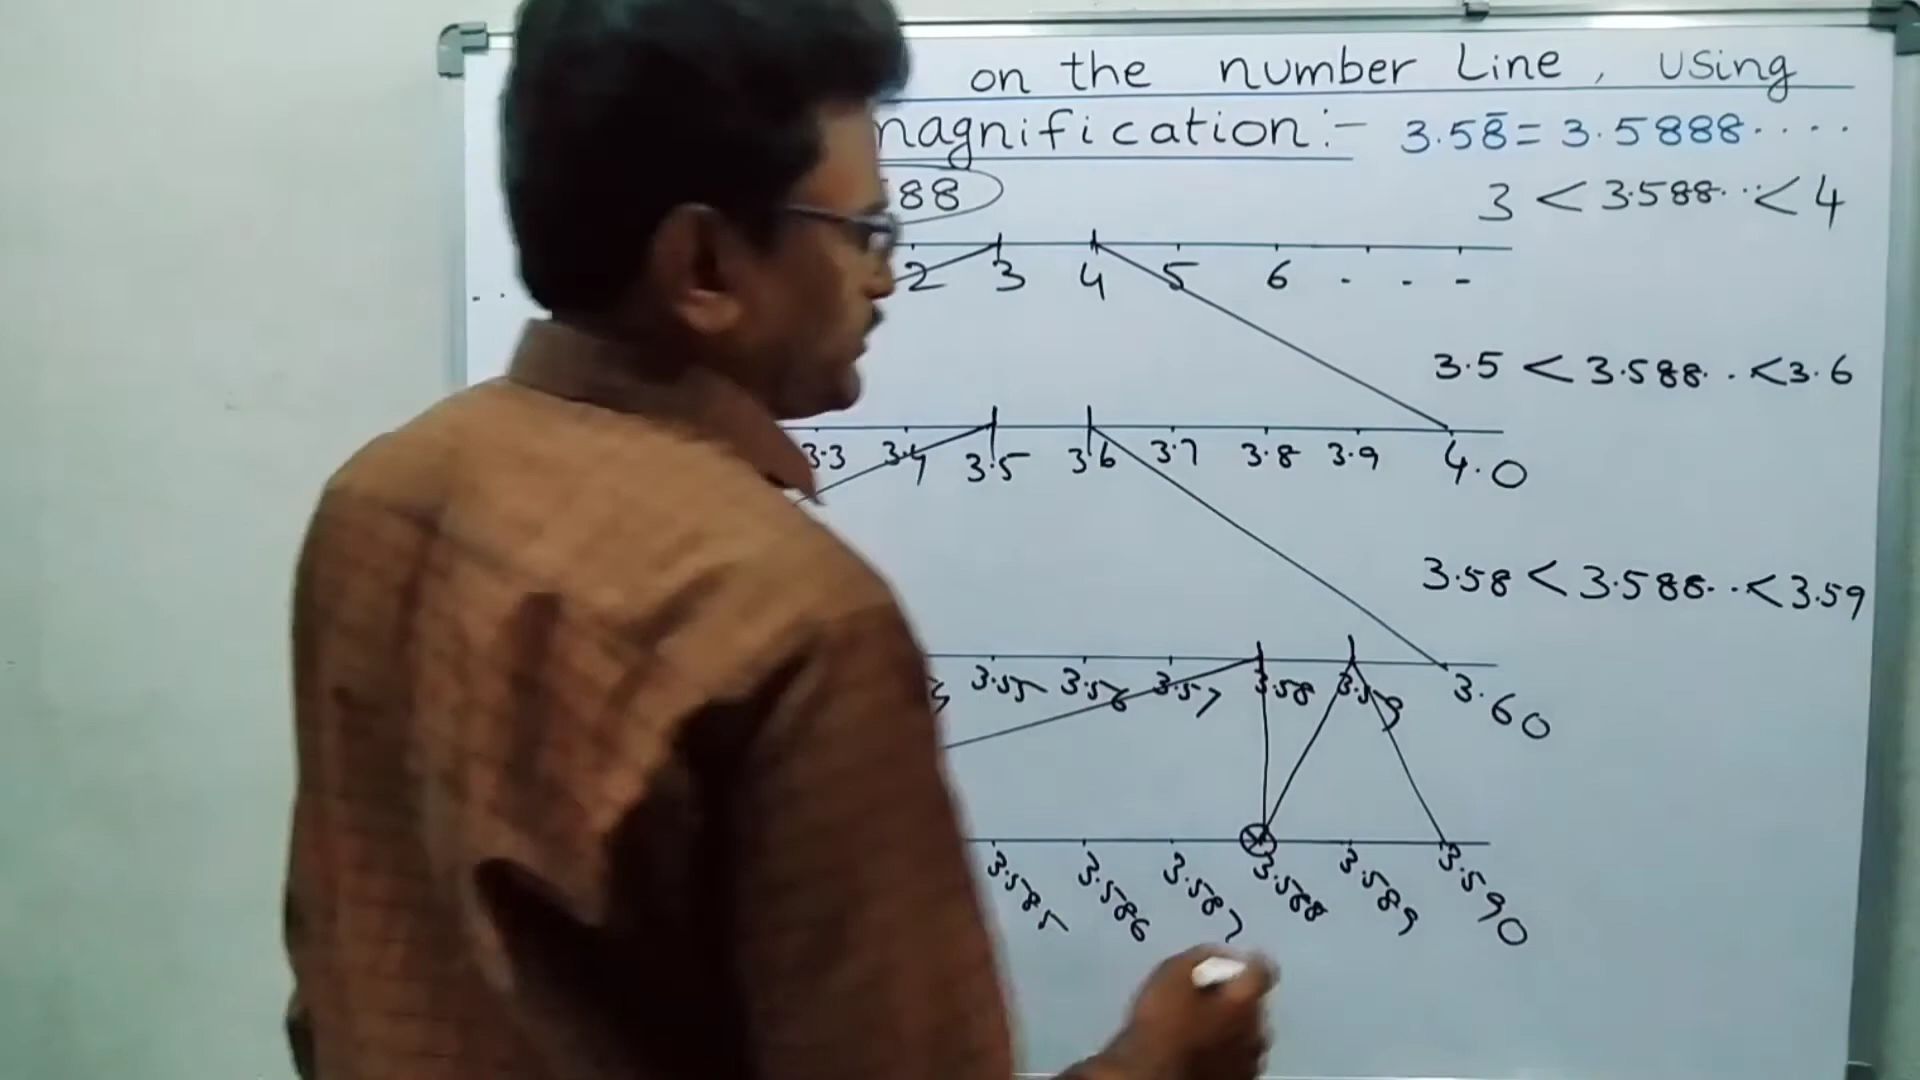 on the number Line, using
magnification:- 3.58̅ = 3.5888....
88 3 < 3.588... < 4
2 3 4 5 6 - - -
3.5 < 3.588.. < 3.6
3.3 3.4 3.5 3.6 3.7 3.8 3.9 4.0
3.58 < 3.588... < 3.59
3.55 3.56 3.57 3.58 3.59 3.60
3.585 3.586 3.587 3.588 3.589 3.590